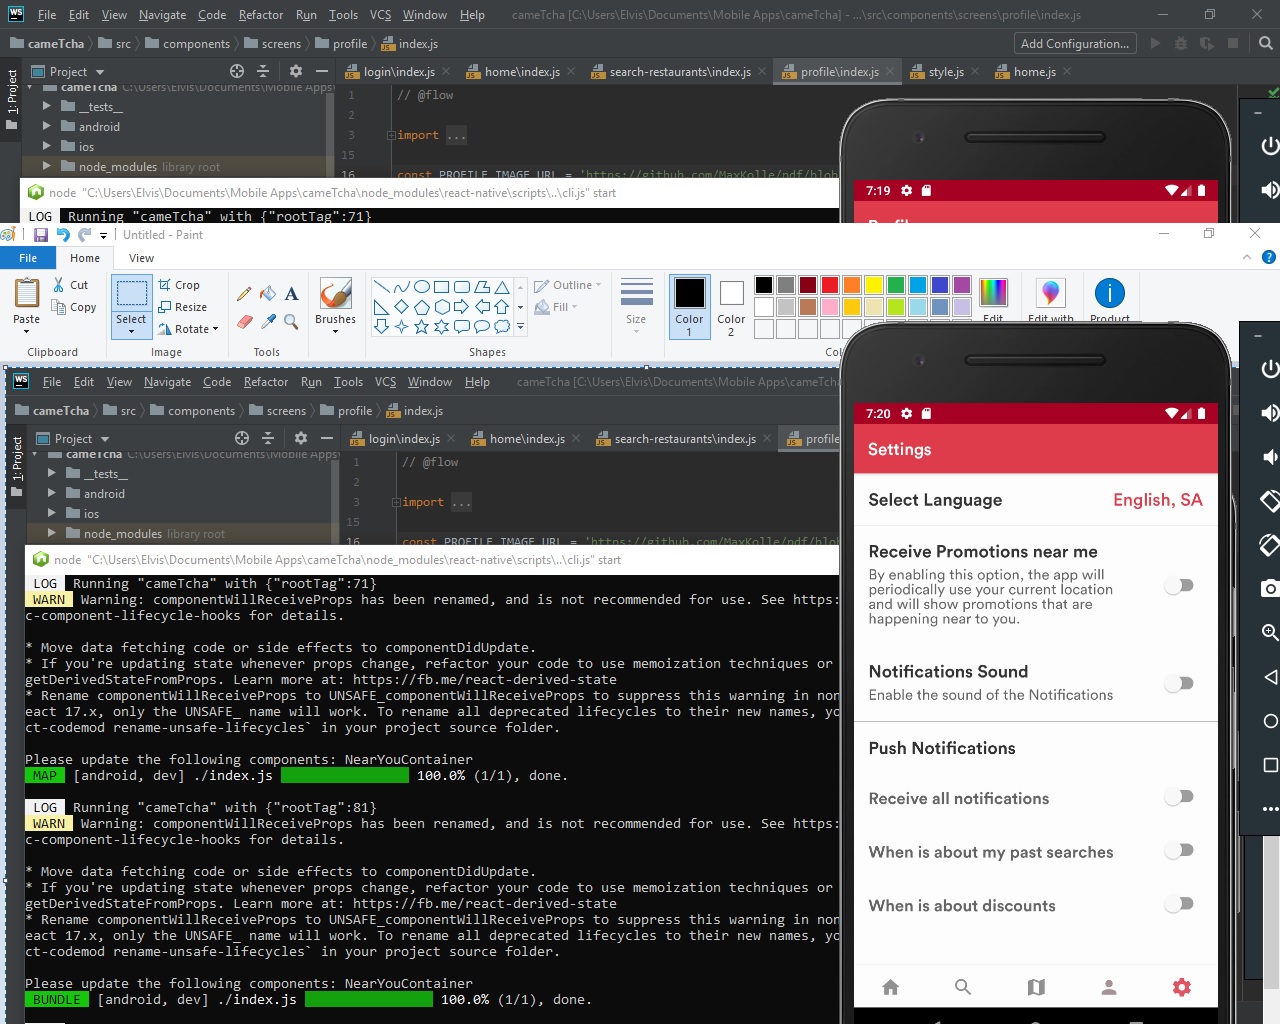 WS File Edit View Navigate Code Refactor Run Tools VCS Window Help cameTcha [C:\Users\Elvis\Documents\Mobile Apps\cameTcha] - ...\src\components\screens\profile\index.js
cameTcha src components screens profile index.js Add Configuration...
1: Project
Project login\index.js home\index.js search-restaurants\index.js profile\index.js style.js home.js
cameTcha C:\Users\Elvis\Documents\Mobile Apps\cameTcha
1 // @flow
__tests__
2
android
3 import ...
ios
15
node_modules library root
16 const PROFILE_IMAGE_URL = 'https://github.com/MaxKolle/pdf/blob
7:19
node "C:\Users\Elvis\Documents\Mobile Apps\cameTcha\node_modules\react-native\scripts\..\cli.js" start
LOG Running "cameTcha" with {"rootTag":71}
Profile
Untitled - Paint
File Home View
Paste Cut Copy
Select Crop Resize Rotate
A
Brushes
Outline Fill
Size
Color 1 Color 2
Edit
Edit with
Product
Clipboard Image Tools Shapes
WS File Edit View Navigate Code Refactor Run Tools VCS Window Help cameTcha [C:\Users\Elvis\Documents\Mobile Apps\cameTcha
cameTcha src components screens profile index.js
1: Project
Project login\index.js home\index.js search-restaurants\index.js profile
cameTcha C:\Users\Elvis\Documents\Mobile Apps
1 // @flow
__tests__
2
android
3 import ...
ios
15
node_modules library root
16 const PROFILE_IMAGE_URL = 'https://github.com/MaxKolle/pdf/blob
node "C:\Users\Elvis\Documents\Mobile Apps\cameTcha\node_modules\react-native\scripts\..\cli.js" start
LOG Running "cameTcha" with {"rootTag":71}
WARN Warning: componentWillReceiveProps has been renamed, and is not recommended for use. See https:
c-component-lifecycle-hooks for details.
* Move data fetching code or side effects to componentDidUpdate.
* If you're updating state whenever props change, refactor your code to use memoization techniques or
getDerivedStateFromProps. Learn more at: https://fb.me/react-derived-state
* Rename componentWillReceiveProps to UNSAFE_componentWillReceiveProps to suppress this warning in non
eact 17.x, only the UNSAFE_ name will work. To rename all deprecated lifecycles to their new names, yo
ct-codemod rename-unsafe-lifecycles` in your project source folder.
Please update the following components: NearYouContainer
MAP [android, dev] ./index.js 100.0% (1/1), done.
LOG Running "cameTcha" with {"rootTag":81}
WARN Warning: componentWillReceiveProps has been renamed, and is not recommended for use. See https:
c-component-lifecycle-hooks for details.
* Move data fetching code or side effects to componentDidUpdate.
* If you're updating state whenever props change, refactor your code to use memoization techniques or
getDerivedStateFromProps. Learn more at: https://fb.me/react-derived-state
* Rename componentWillReceiveProps to UNSAFE_componentWillReceiveProps to suppress this warning in non
eact 17.x, only the UNSAFE_ name will work. To rename all deprecated lifecycles to their new names, yo
ct-codemod rename-unsafe-lifecycles` in your project source folder.
Please update the following components: NearYouContainer
BUNDLE [android, dev] ./index.js 100.0% (1/1), done.
7:20
Settings
Select Language English, SA
Receive Promotions near me
By enabling this option, the app will
periodically use your current location
and will show promotions that are
happening near to you.
Notifications Sound
Enable the sound of the Notifications
Push Notifications
Receive all notifications
When is about my past searches
When is about discounts